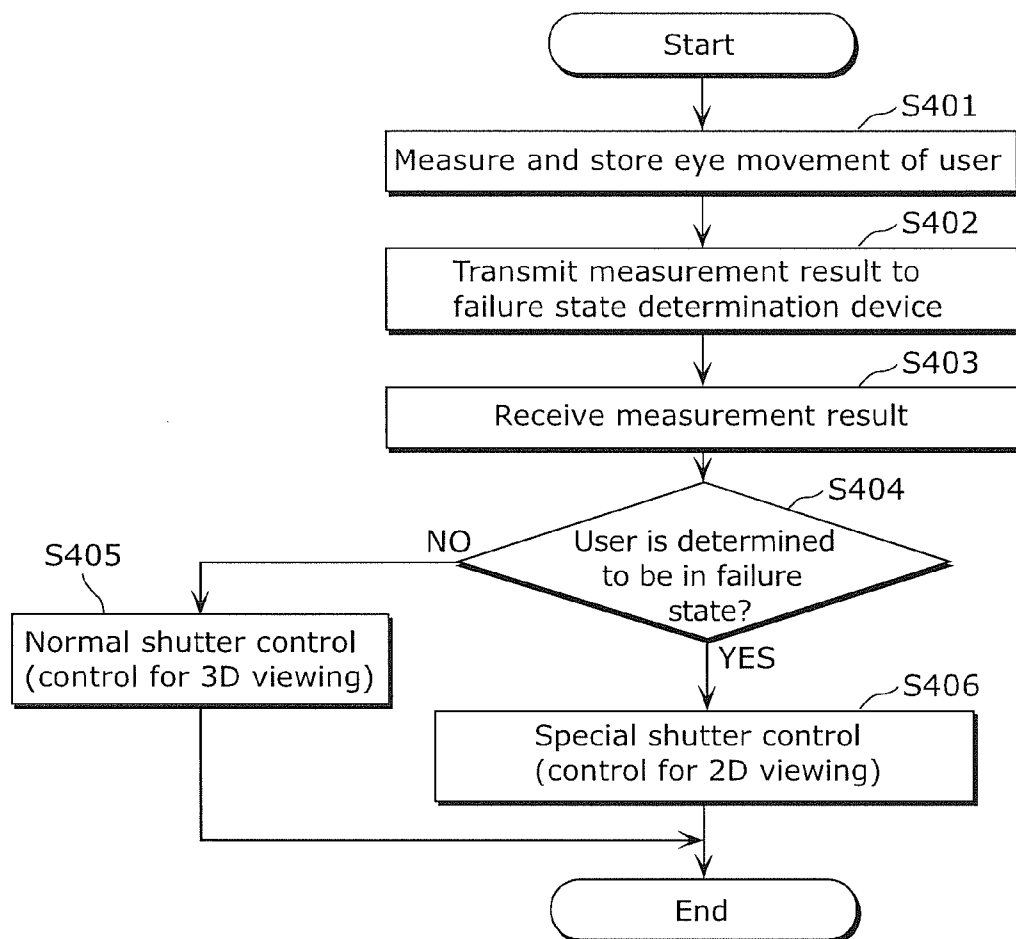 Start
S401
Measure and store eye movement of user
S402
Transmit measurement result to
failure state determination device
S403
Receive measurement result
S404
User is determined
to be in failure
state?
NO
YES
S405
Normal shutter control
(control for 3D viewing)
S406
Special shutter control
(control for 2D viewing)
End